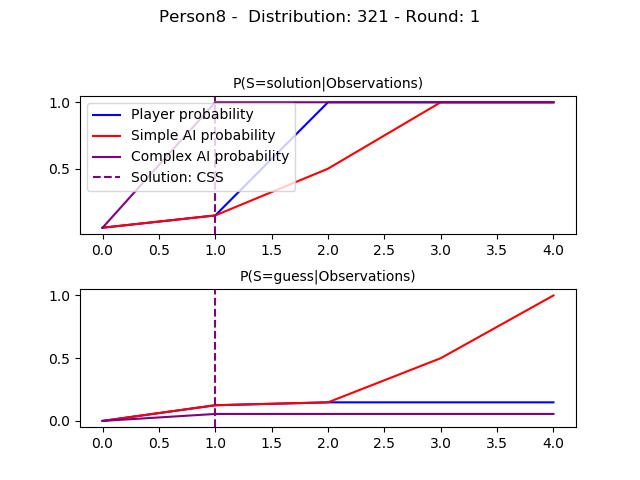 Person8 -  Distribution: 321 - Round: 1
P(S=solution|Observations)
1.0
0.5
Player probability
Simple AI probability
Complex AI probability
Solution: CSS
0.0 0.5 1.0 1.5 2.0 2.5 3.0 3.5 4.0
P(S=guess|Observations)
1.0
0.5
0.0
0.0 0.5 1.0 1.5 2.0 2.5 3.0 3.5 4.0